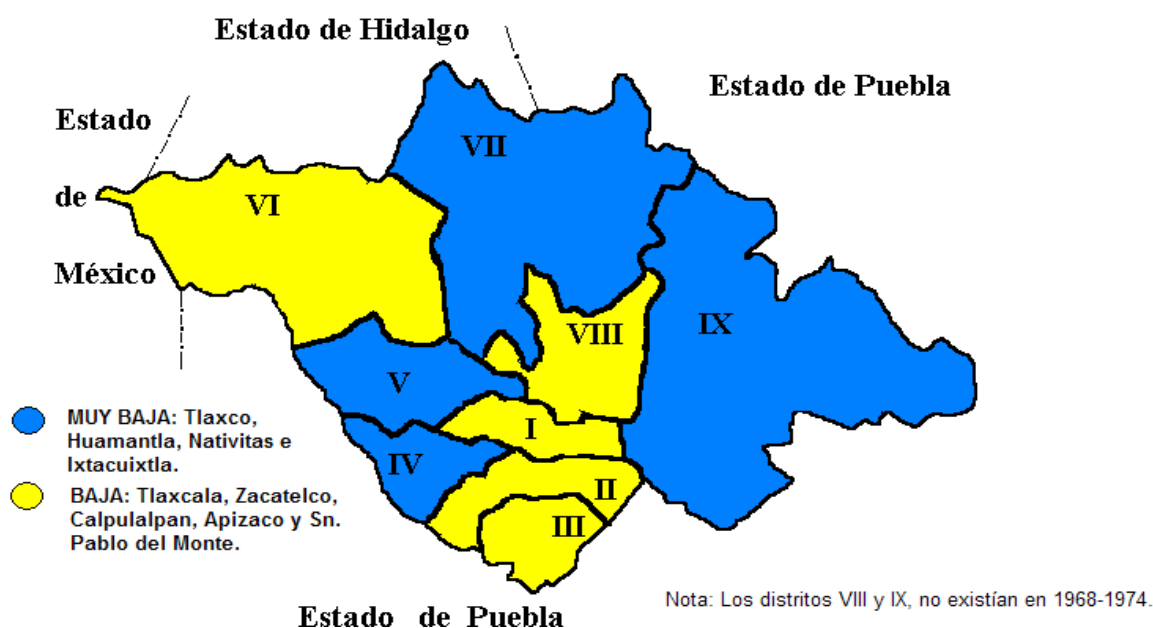 Estado de Hidalgo
Estado de Puebla
Estado
de
México
VII
VI
IX
VIII
V
I
IV
II
III
MUY BAJA: Tlaxco,
Huamantla, Nativitas e
Ixtacuixtla.
BAJA: Tlaxcala, Zacatelco,
Calpulalpan, Apizaco y Sn.
Pablo del Monte.
Nota: Los distritos VIII y IX, no existían en 1968-1974.
Estado de Puebla